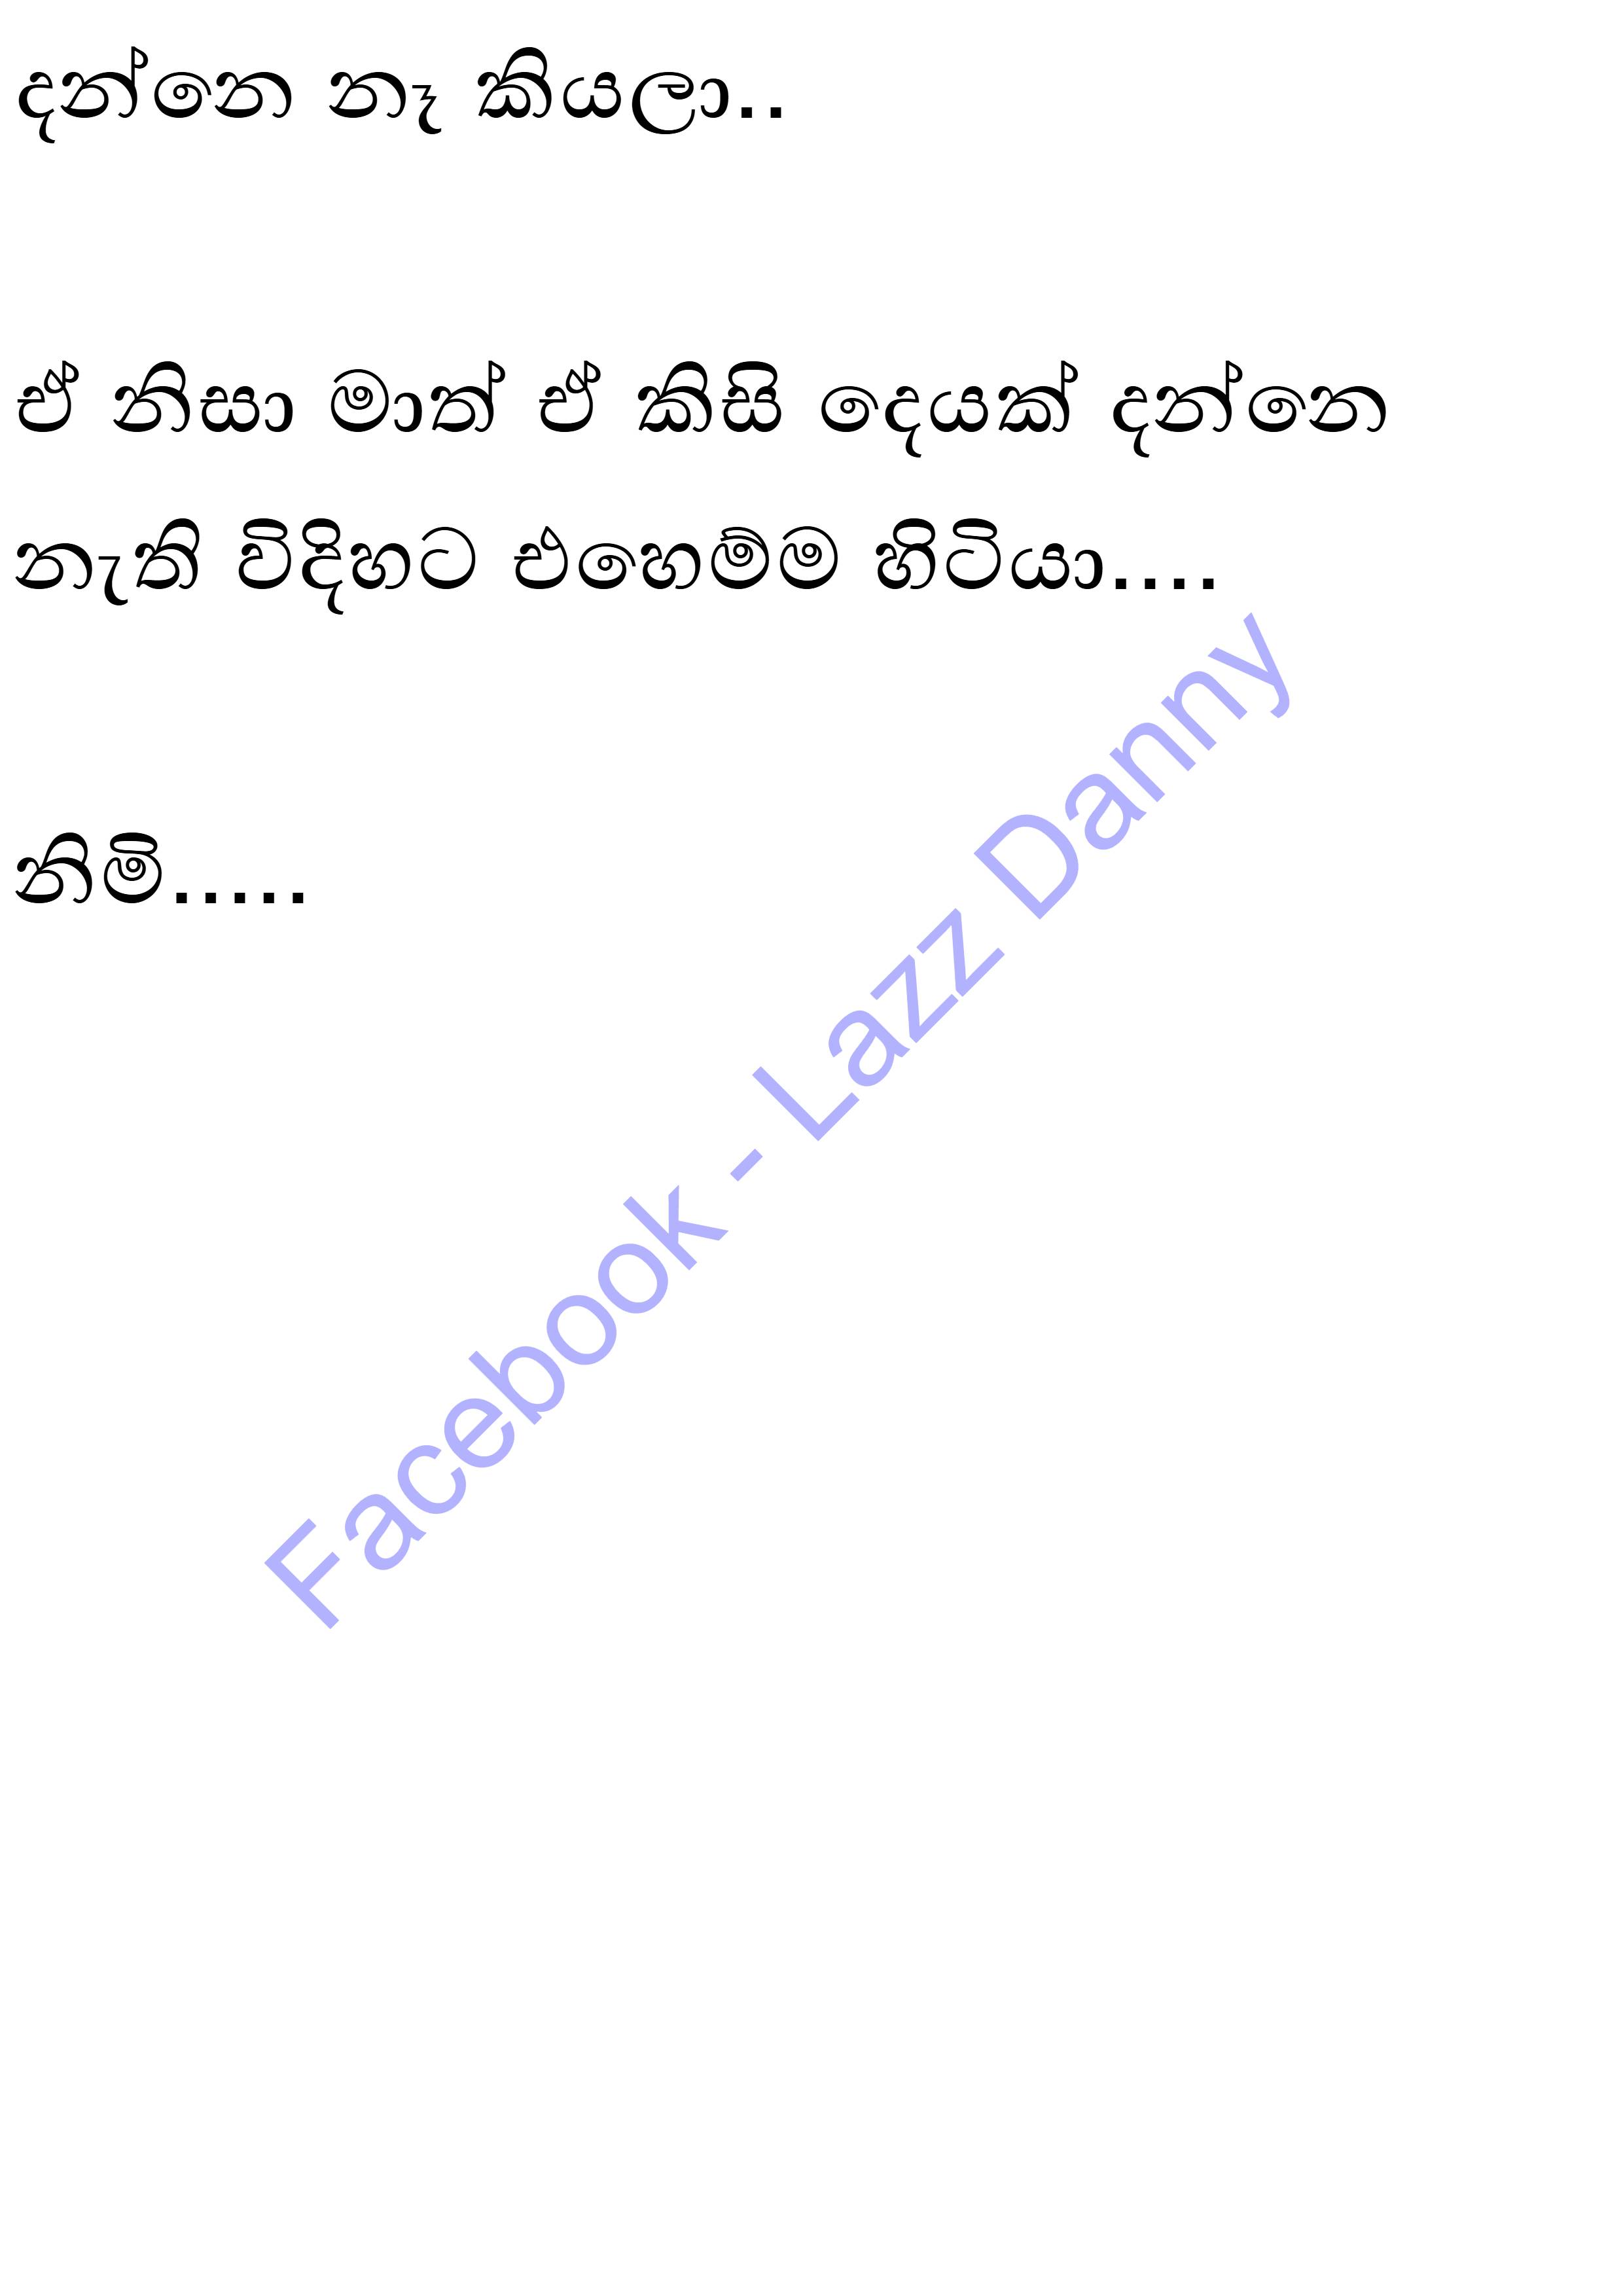 දන්නෙ නෑ කියලා..
ඒ නිසා මාත් ඒ කිසි දෙයක් දන්නෙ
නැති විදිහට එහෙම්ම හිටියා....
නිමි.....
Facebook - Lazz Danny